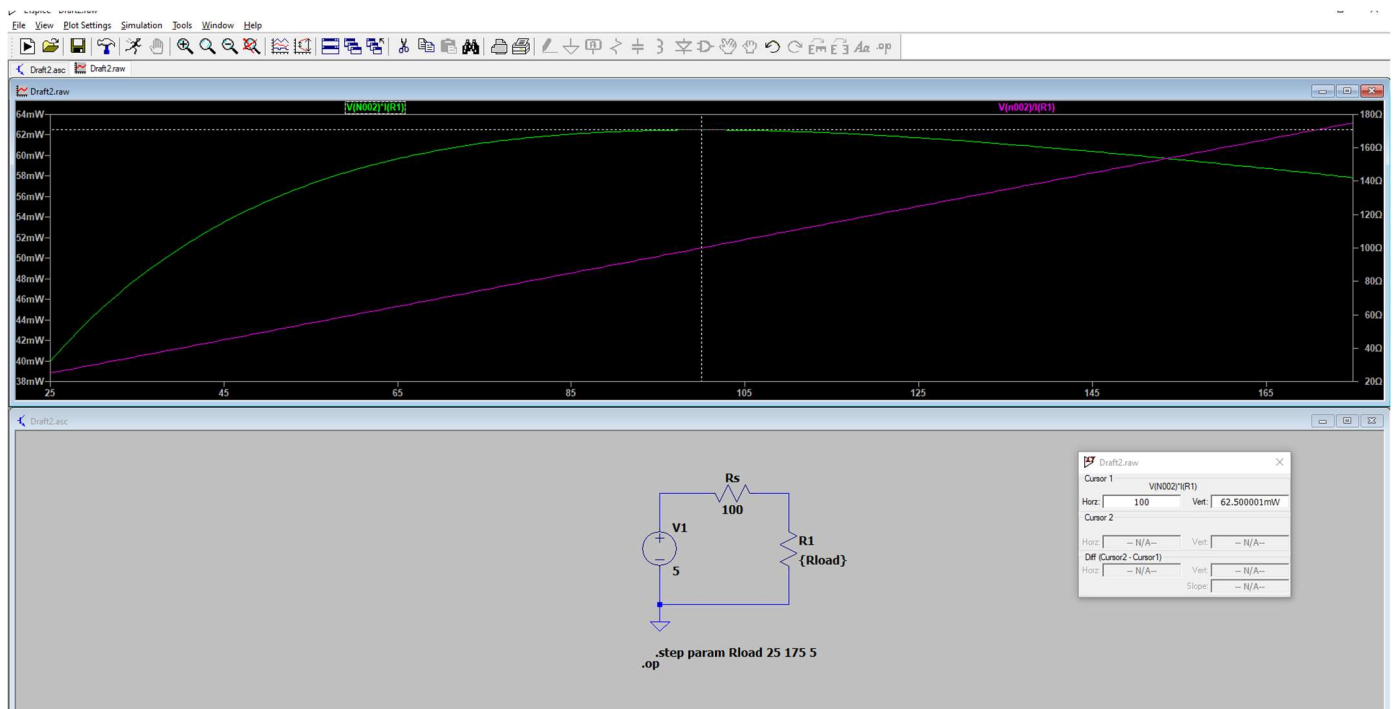 File View Plot Settings Simulation Tools Window Help
Draft2.asc Draft2.raw
Draft2.raw
V(N002)*I(R1) V(n002)/I(R1)
64mW
62mW
60mW
58mW
56mW
54mW
52mW
50mW
48mW
46mW
44mW
42mW
40mW
38mW
180Ω
160Ω
140Ω
120Ω
100Ω
80Ω
60Ω
40Ω
20Ω
25 45 65 85 105 125 145 165
Draft2.asc
Rs
100
V1
5
R1
{Rload}
.step param Rload 25 175 5
.op
Draft2.raw
Cursor 1
V(N002)*I(R1)
Horz: 100 Vert: 62.500001mW
Cursor 2
Horz: -- N/A-- Vert: -- N/A--
Diff (Cursor2 - Cursor1)
Horz: -- N/A-- Vert: -- N/A--
Slope: -- N/A--